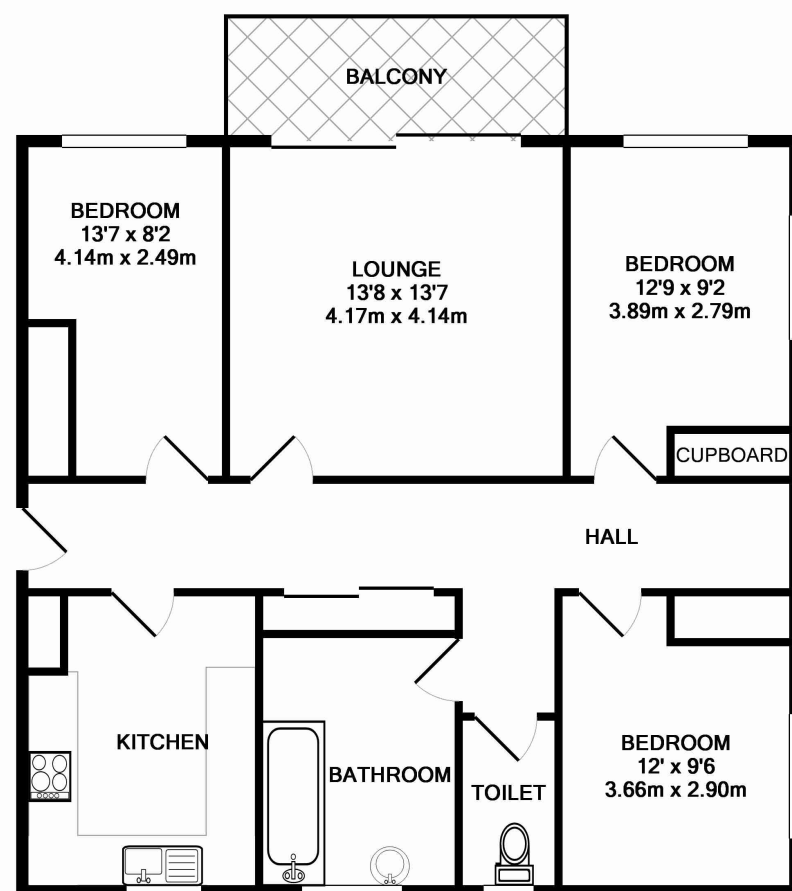 BALCONY
BEDROOM
13'7 x 8'2
4.14m x 2.49m
LOUNGE
13'8 x 13'7
4.17m x 4.14m
BEDROOM
12'9 x 9'2
3.89m x 2.79m
CUPBOARD
HALL
KITCHEN
BATHROOM
TOILET
BEDROOM
12' x 9'6
3.66m x 2.90m